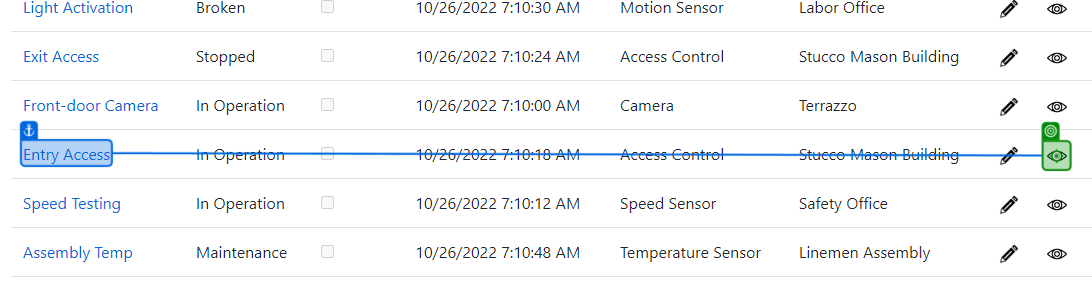 Light Activation Broken 10/26/2022 7:10:30 AM Motion Sensor Labor Office
Exit Access Stopped 10/26/2022 7:10:24 AM Access Control Stucco Mason Building
Front-door Camera In Operation 10/26/2022 7:10:00 AM Camera Terrazzo
Entry Access In Operation 10/26/2022 7:10:18 AM Access Control Stucco Mason Building
Speed Testing In Operation 10/26/2022 7:10:12 AM Speed Sensor Safety Office
Assembly Temp Maintenance 10/26/2022 7:10:48 AM Temperature Sensor Linemen Assembly